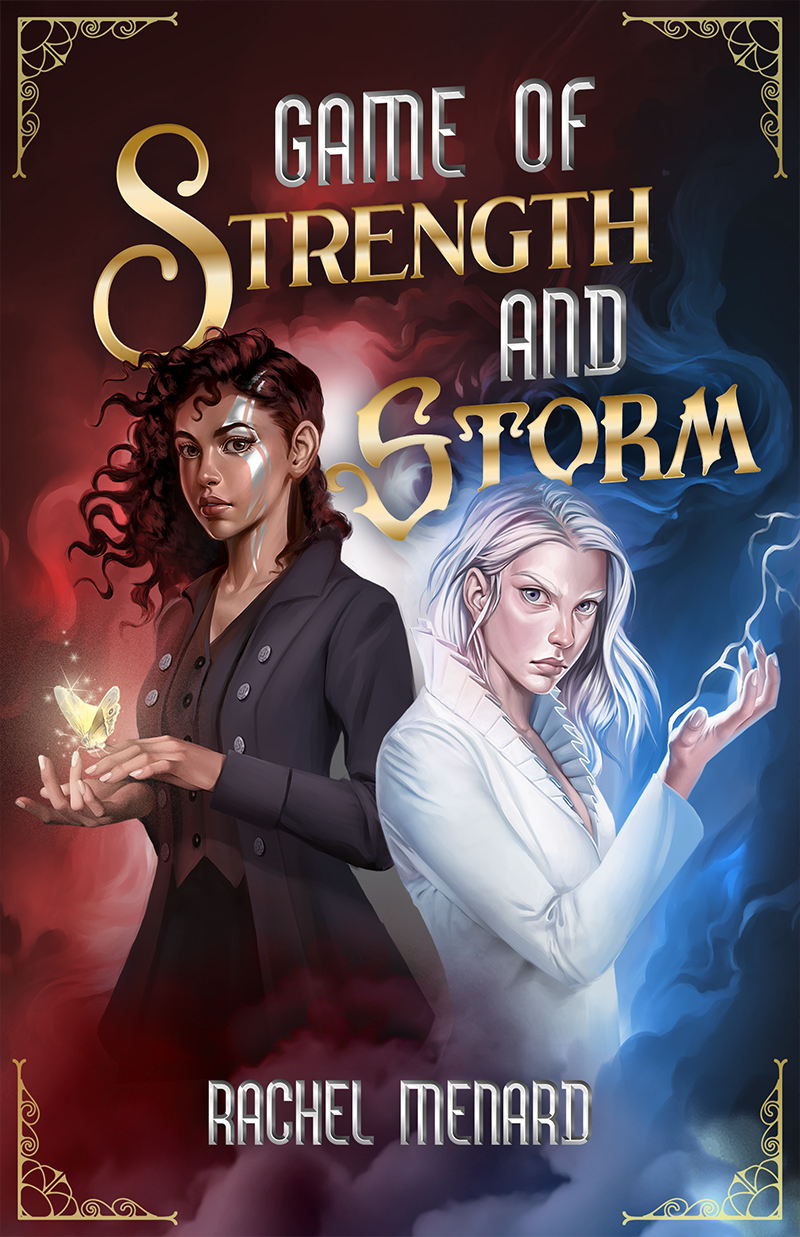 GAME OF
STRENGTH
AND
STORM
RACHEL MENARD